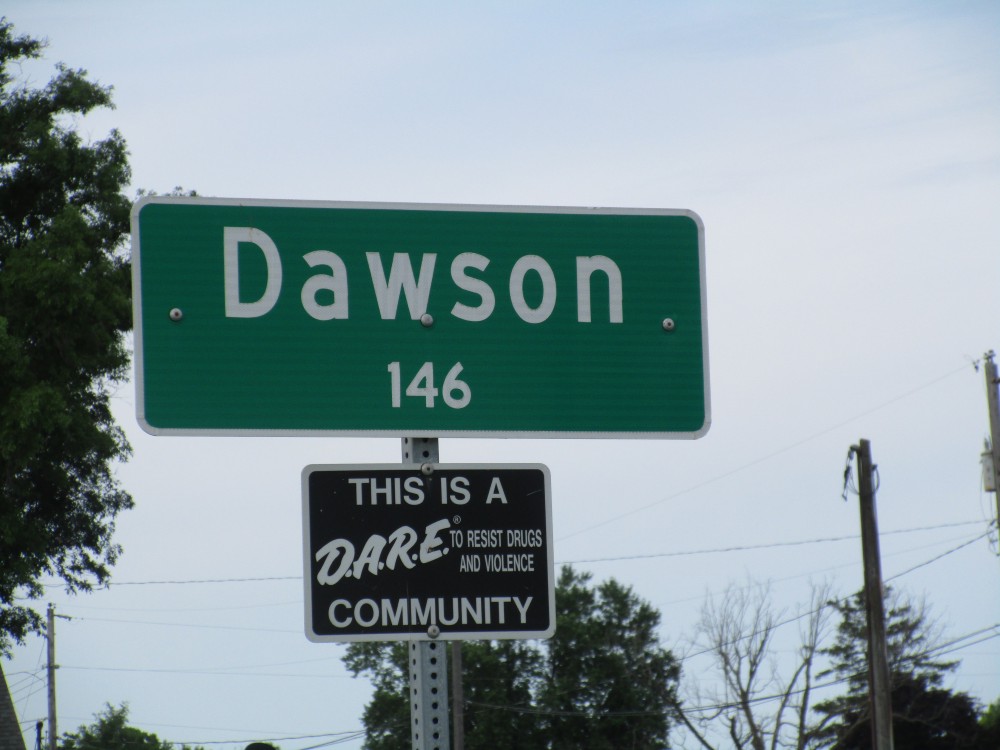 Dawson
146
THIS IS A
D.A.R.E.® TO RESIST DRUGS
AND VIOLENCE
COMMUNITY